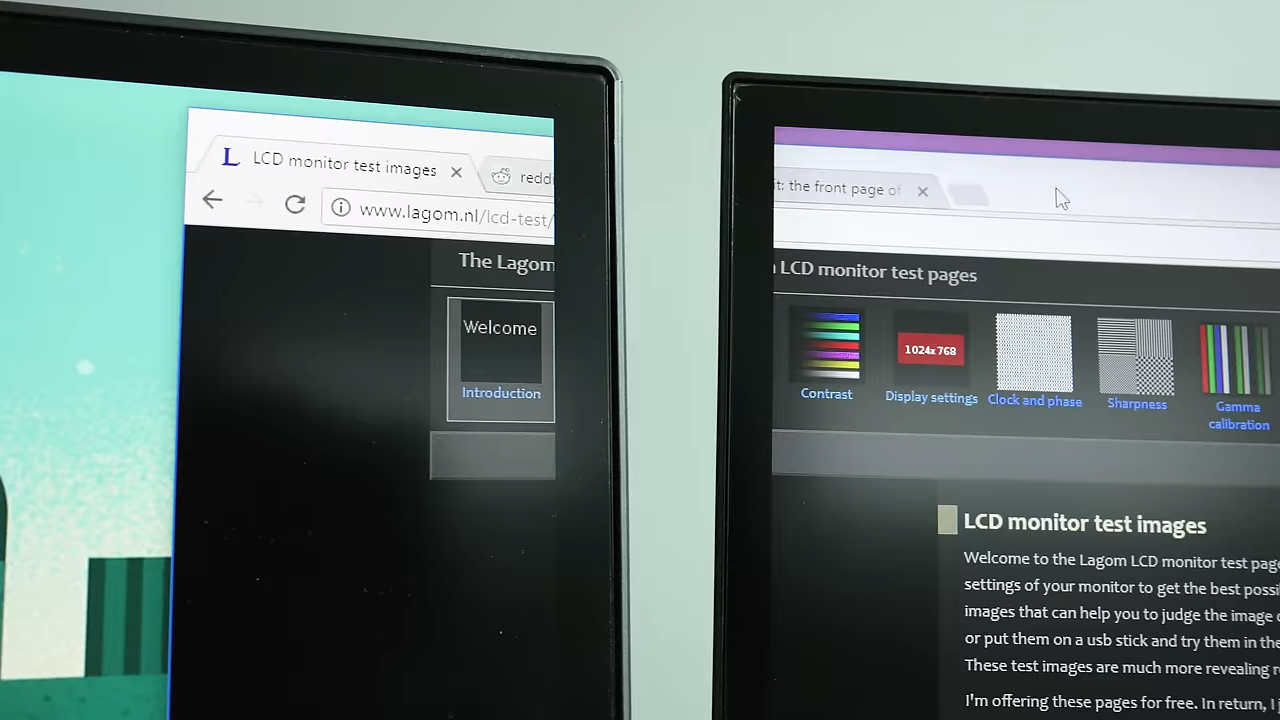 L LCD monitor test images
reddi
t: the front page of
www.lagom.nl/lcd-test/
The Lagom
LCD monitor test pages
Welcome
Introduction
Contrast
1024x 768
Display settings
Clock and phase
Sharpness
Gamma
calibration
LCD monitor test images
Welcome to the Lagom LCD monitor test page
settings of your monitor to get the best possi
images that can help you to judge the image
or put them on a usb stick and try them in the
These test images are much more revealing
I'm offering these pages for free. In return, I